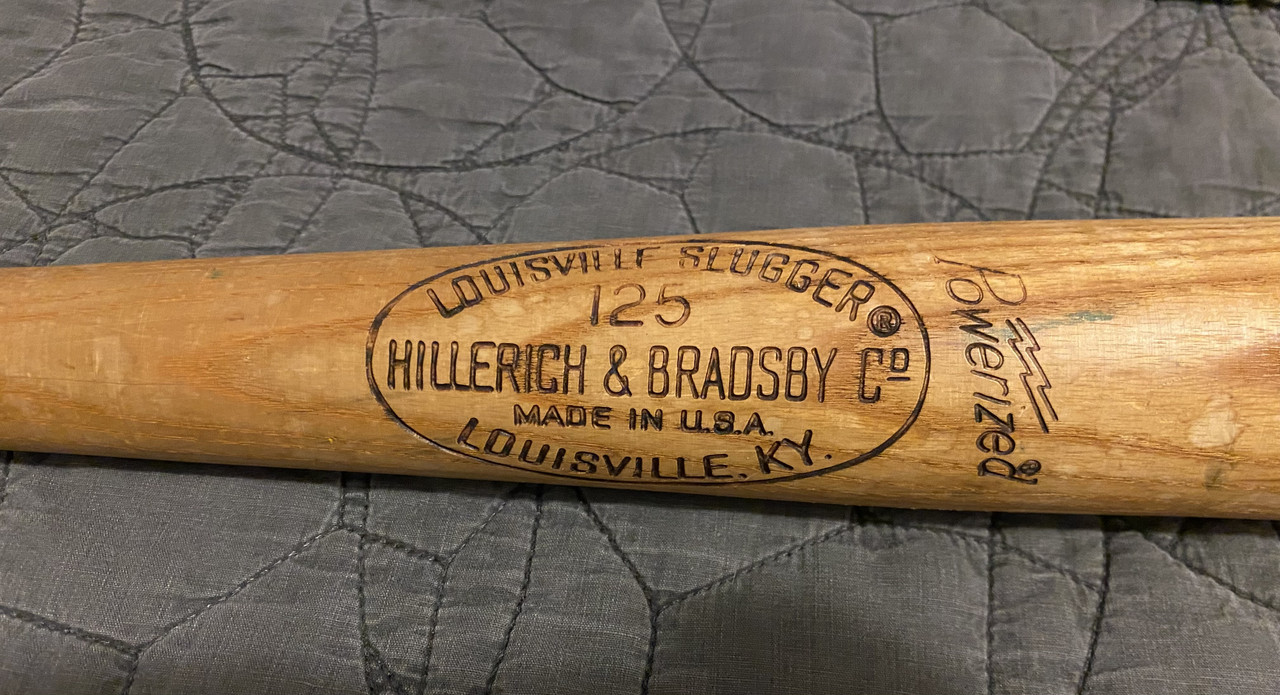 LOUISVILLE SLUGGER®
125
HILLERICH & BRADSBY Cᴼ
MADE IN U.S.A.
LOUISVILLE, KY.
Powerized®